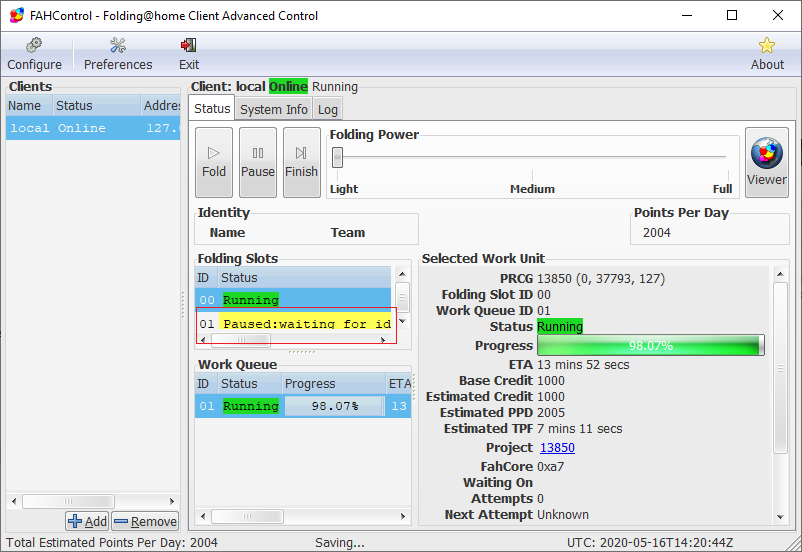 FAHControl - Folding@home Client Advanced Control
Configure Preferences Exit About
Clients
Name Status Addre
local Online 127.
Add Remove
Client: local Online Running
Status System Info Log
Fold Pause Finish
Folding Power
Light Medium Full
Viewer
Identity
Name Team
Points Per Day
2004
Folding Slots
ID Status
00 Running
01 Paused:waiting for id
Work Queue
ID Status Progress ETA
01 Running 98.07% 13
Selected Work Unit
PRCG 13850 (0, 37793, 127)
Folding Slot ID 00
Work Queue ID 01
Status Running
Progress 98.07%
ETA 13 mins 52 secs
Base Credit 1000
Estimated Credit 1000
Estimated PPD 2005
Estimated TPF 7 mins 11 secs
Project 13850
FahCore 0xa7
Waiting On
Attempts 0
Next Attempt Unknown
Total Estimated Points Per Day: 2004 Saving... UTC: 2020-05-16T14:20:44Z